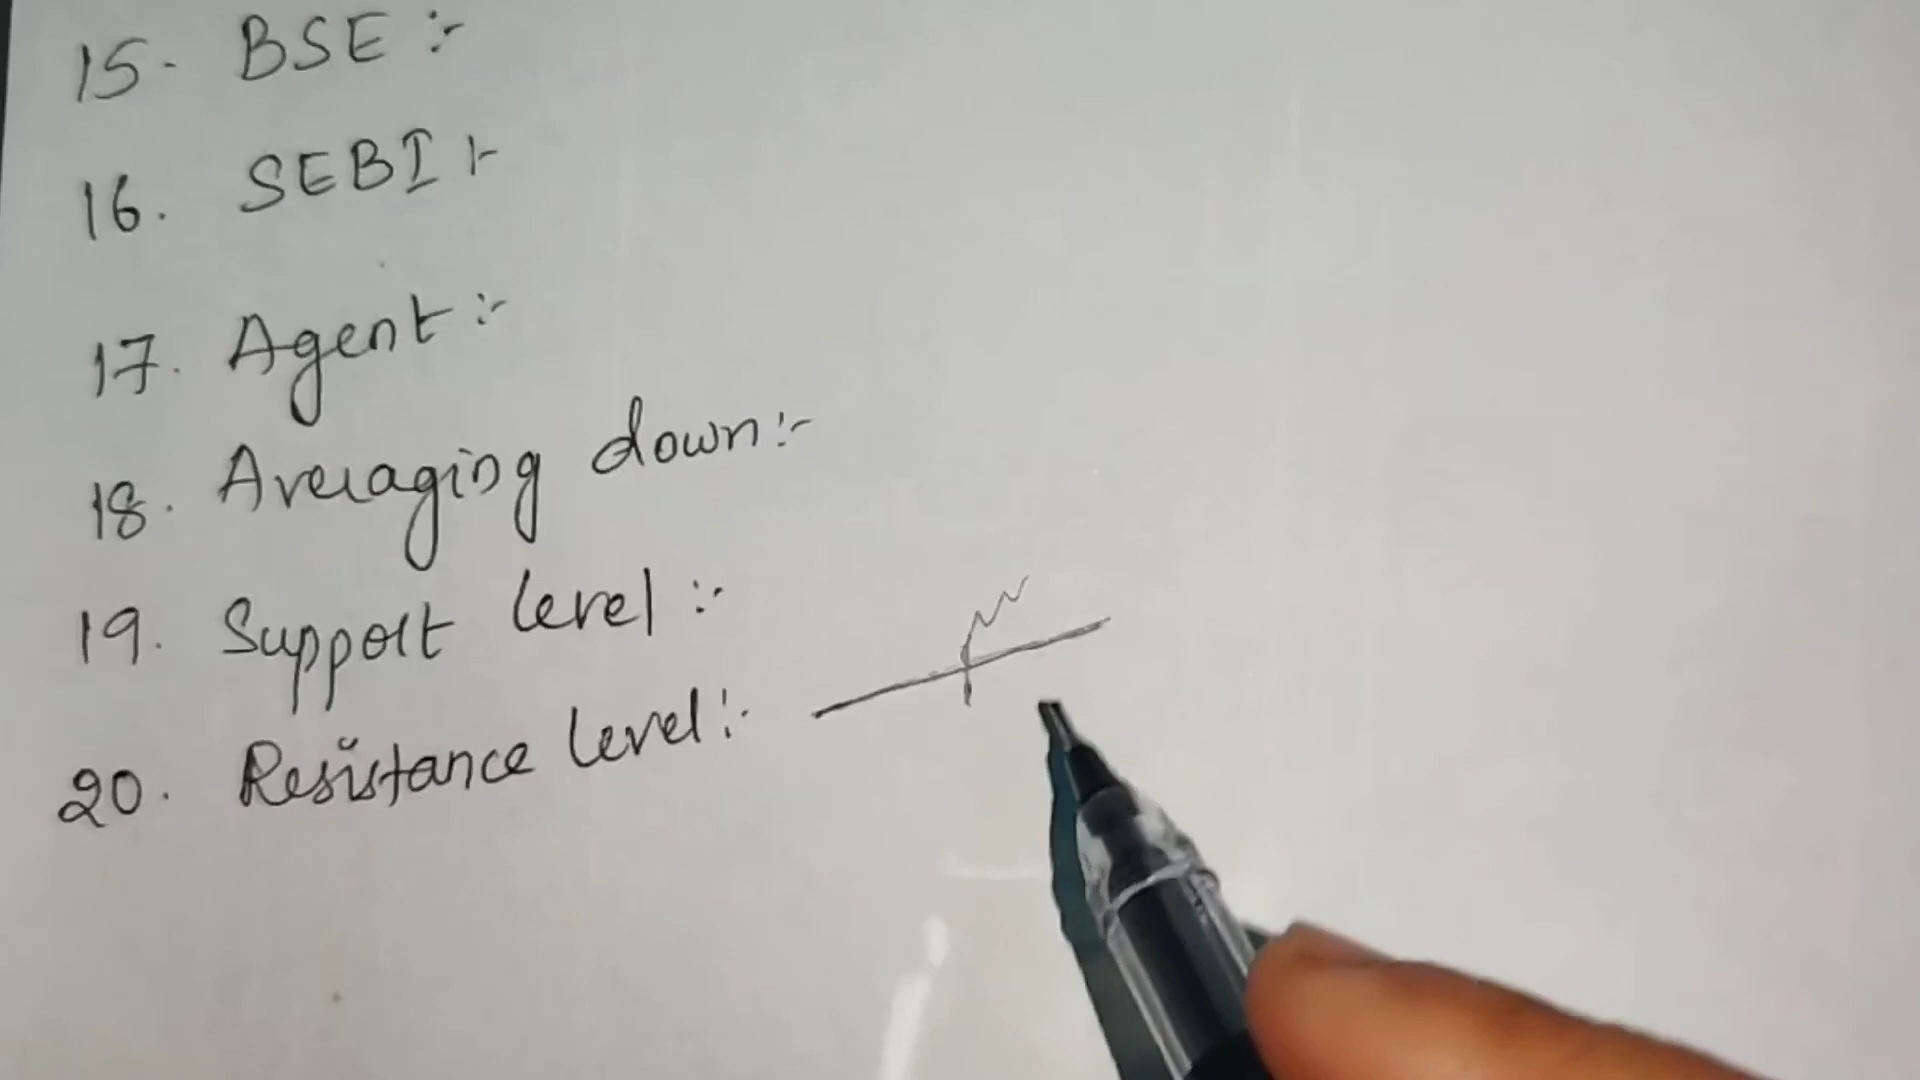 15. BSE :-
16. SEBI :-
17. Agent :-
18. Averaging down :-
19. Support level :-
20. Resistance level :-